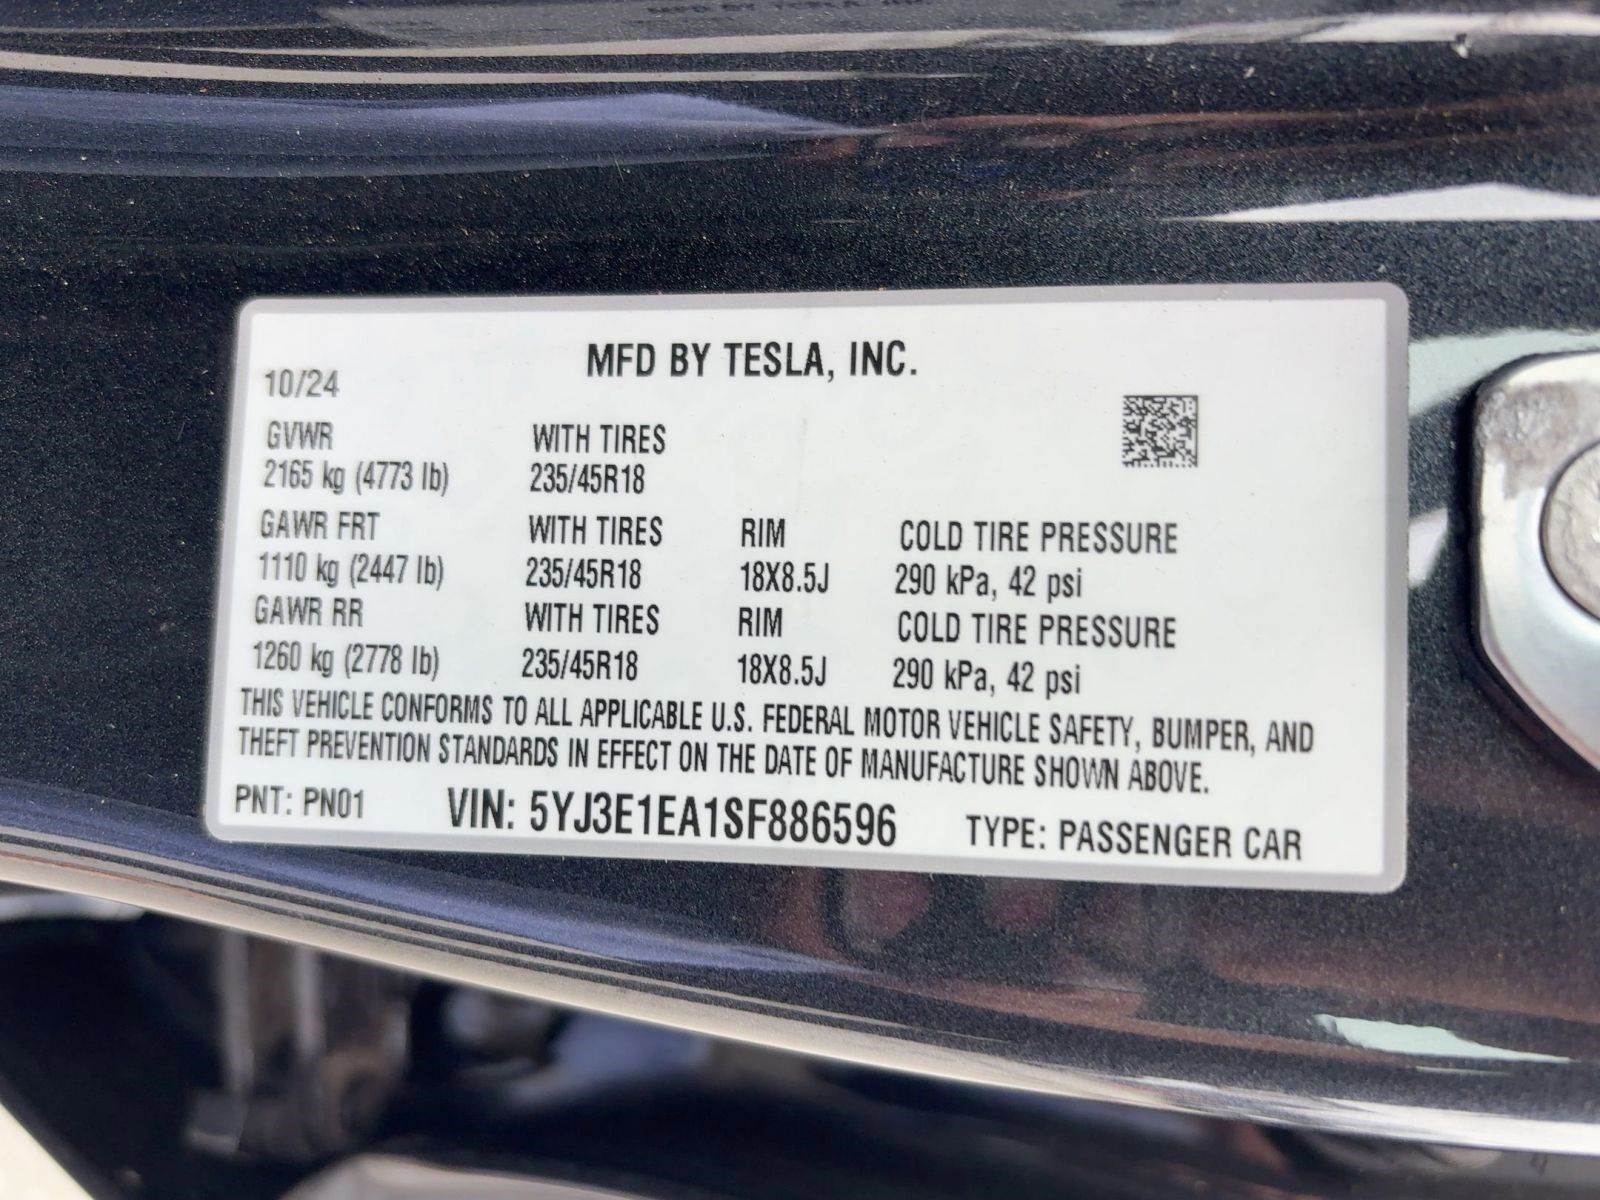 MFD BY TESLA, INC.
10/24
GVWR WITH TIRES
2165 kg (4773 lb) 235/45R18
GAWR FRT WITH TIRES RIM COLD TIRE PRESSURE
1110 kg (2447 lb) 235/45R18 18X8.5J 290 kPa, 42 psi
GAWR RR WITH TIRES RIM COLD TIRE PRESSURE
1260 kg (2778 lb) 235/45R18 18X8.5J 290 kPa, 42 psi
THIS VEHICLE CONFORMS TO ALL APPLICABLE U.S. FEDERAL MOTOR VEHICLE SAFETY, BUMPER, AND
THEFT PREVENTION STANDARDS IN EFFECT ON THE DATE OF MANUFACTURE SHOWN ABOVE.
PNT: PN01 VIN: 5YJ3E1EA1SF886596 TYPE: PASSENGER CAR